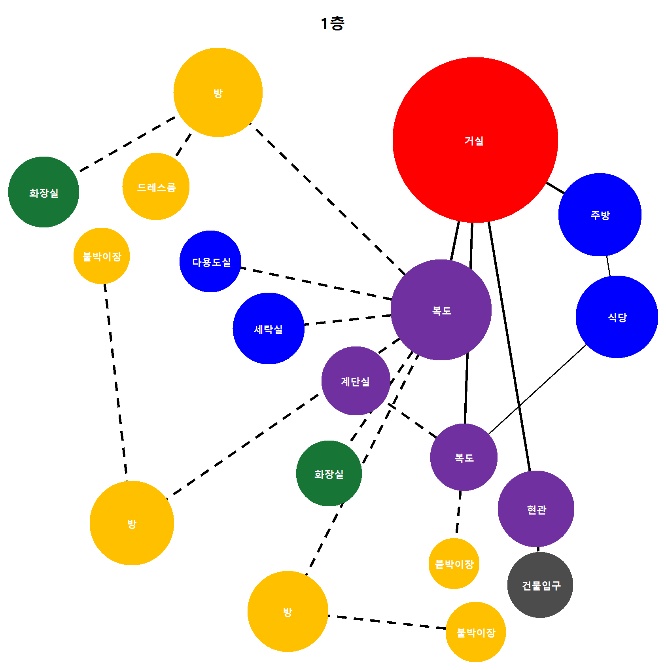 1층
방
거실
화장실
드레스룸
주방
붙박이장
다용도실
복도
식당
세탁실
계단실
화장실
복도
방
현관
붙박이장
건물입구
방
붙박이장